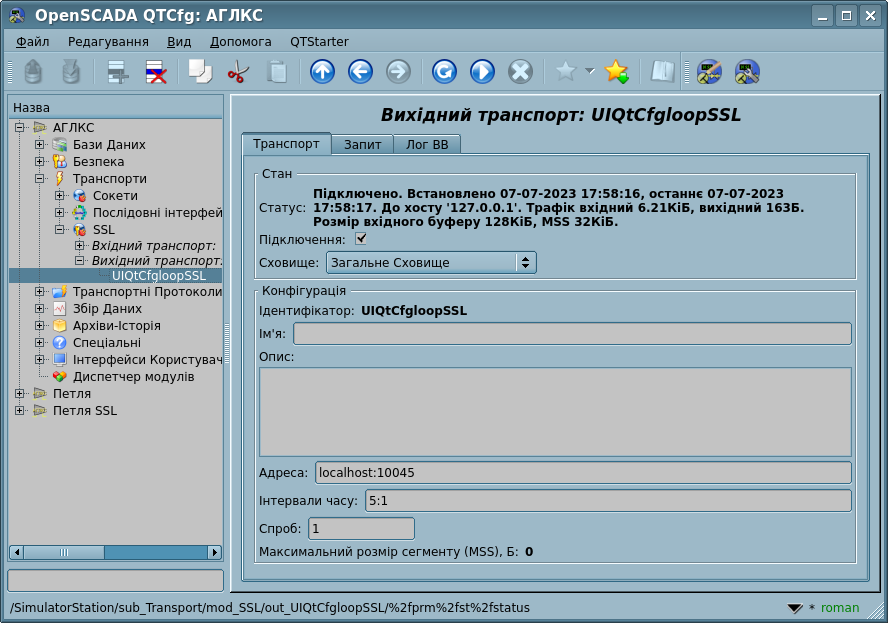 OpenSCADA QTCfg: АГЛКС
Файл Редагування Вид Допомога QTStarter
Назва
АГЛКС
Бази Даних
Безпека
Транспорти
Сокети
Послідовні інтерфей
SSL
Вхідний транспорт:
Вихідний транспорт:
UIQtCfgloopSSL
Транспортні Протоколи
Збір Даних
Архіви-Історія
Спеціальні
Інтерфейси Користувач
Диспетчер модулів
Петля
Петля SSL
Вихідний транспорт: UIQtCfgloopSSL
Транспорт Запит Лог ВВ
Стан
Статус: Підключено. Встановлено 07-07-2023 17:58:16, останнє 07-07-2023
17:58:17. До хосту '127.0.0.1'. Трафік вхідний 6.21КіБ, вихідний 163Б.
Розмір вхідного буферу 128КіБ, MSS 32КіБ.
Підключення:
Сховище: Загальне Сховище
Конфігурація
Ідентифікатор: UIQtCfgloopSSL
Ім'я:
Опис:
Адреса: localhost:10045
Інтервали часу: 5:1
Спроб: 1
Максимальний розмір сегменту (MSS), Б: 0
/SimulatorStation/sub_Transport/mod_SSL/out_UIQtCfgloopSSL/%2fprm%2fst%2fstatus
* roman